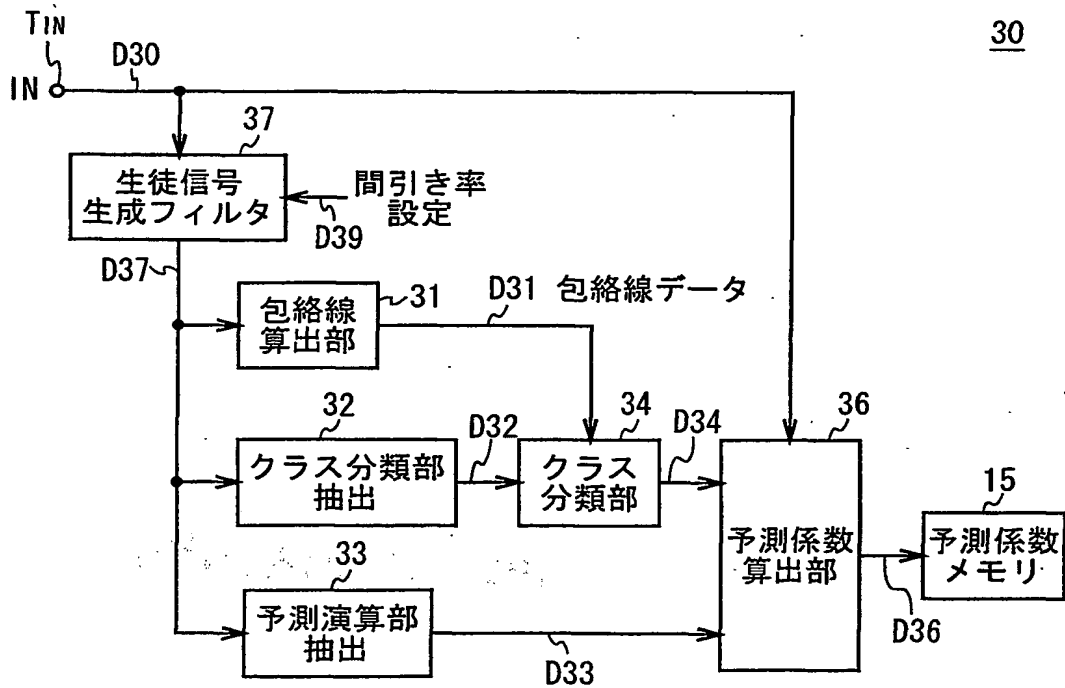 TIN
30
D30
IN
37
生徒信号
生成フィルタ
間引き率
設定
D39
D37
31
包絡線
算出部
D31 包絡線データ
32
クラス分類部
抽出
D32
34
クラス
分類部
D34
36
予測係数
算出部
15
予測係数
メモリ
D36
33
予測演算部
抽出
D33